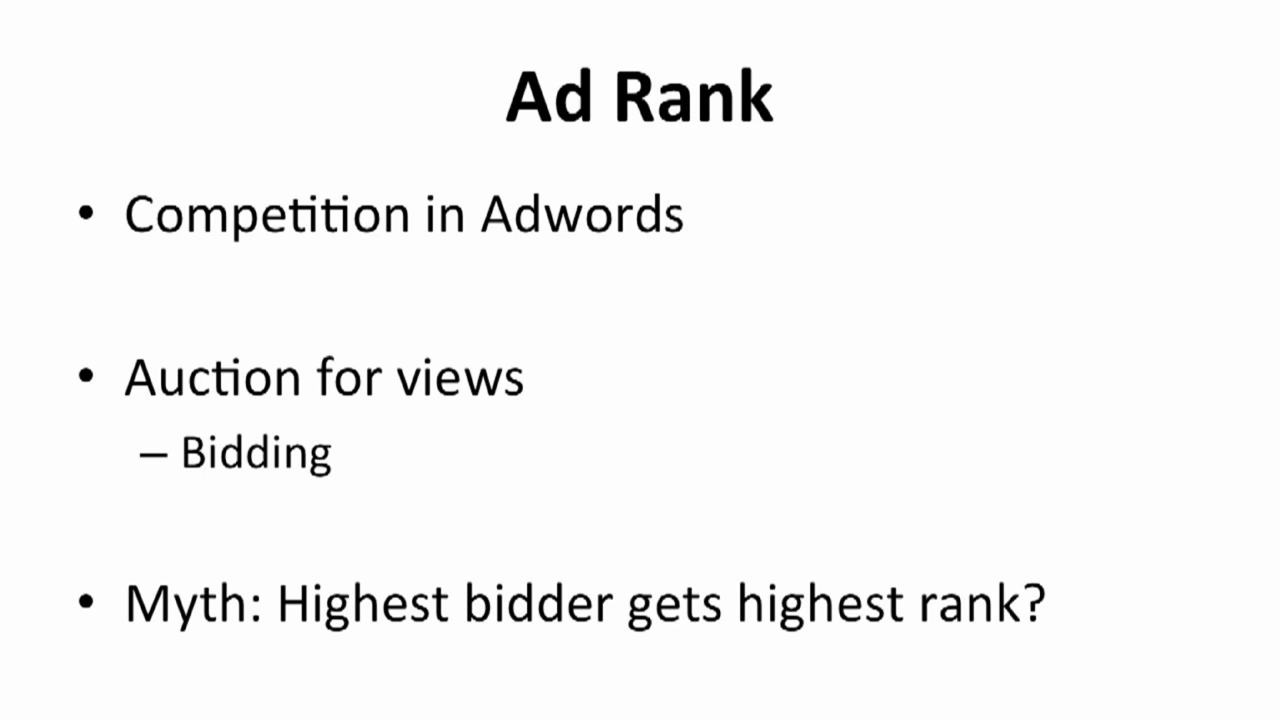 Ad Rank
• Competition in Adwords
• Auction for views
– Bidding
• Myth: Highest bidder gets highest rank?